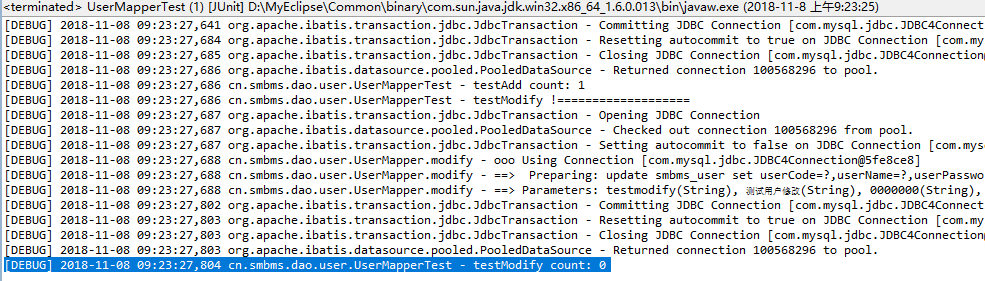 <terminated> UserMapperTest (1) [JUnit] D:\MyEclipse\Common\binary\com.sun.java.jdk.win32.x86_64_1.6.0.013\bin\javaw.exe (2018-11-8 上午9:23:25)
[DEBUG] 2018-11-08 09:23:27,641 org.apache.ibatis.transaction.jdbc.JdbcTransaction - Committing JDBC Connection [com.mysql.jdbc.JDBC4Connect
[DEBUG] 2018-11-08 09:23:27,684 org.apache.ibatis.transaction.jdbc.JdbcTransaction - Resetting autocommit to true on JDBC Connection [com.my
[DEBUG] 2018-11-08 09:23:27,685 org.apache.ibatis.transaction.jdbc.JdbcTransaction - Closing JDBC Connection [com.mysql.jdbc.JDBC4Connection@
[DEBUG] 2018-11-08 09:23:27,686 org.apache.ibatis.datasource.pooled.PooledDataSource - Returned connection 100568296 to pool.
[DEBUG] 2018-11-08 09:23:27,686 cn.smbms.dao.user.UserMapperTest - testAdd count: 1
[DEBUG] 2018-11-08 09:23:27,686 cn.smbms.dao.user.UserMapperTest - testModify !===================
[DEBUG] 2018-11-08 09:23:27,687 org.apache.ibatis.transaction.jdbc.JdbcTransaction - Opening JDBC Connection
[DEBUG] 2018-11-08 09:23:27,687 org.apache.ibatis.datasource.pooled.PooledDataSource - Checked out connection 100568296 from pool.
[DEBUG] 2018-11-08 09:23:27,687 org.apache.ibatis.transaction.jdbc.JdbcTransaction - Setting autocommit to false on JDBC Connection [com.mys
[DEBUG] 2018-11-08 09:23:27,688 cn.smbms.dao.user.UserMapper.modify - ooo Using Connection [com.mysql.jdbc.JDBC4Connection@5fe8ce8]
[DEBUG] 2018-11-08 09:23:27,688 cn.smbms.dao.user.UserMapper.modify - ==>  Preparing: update smbms_user set userCode=?,userName=?,userPasswo
[DEBUG] 2018-11-08 09:23:27,688 cn.smbms.dao.user.UserMapper.modify - ==> Parameters: testmodify(String), 测试用户修改(String), 0000000(String),
[DEBUG] 2018-11-08 09:23:27,802 org.apache.ibatis.transaction.jdbc.JdbcTransaction - Committing JDBC Connection [com.mysql.jdbc.JDBC4Connect
[DEBUG] 2018-11-08 09:23:27,803 org.apache.ibatis.transaction.jdbc.JdbcTransaction - Resetting autocommit to true on JDBC Connection [com.my
[DEBUG] 2018-11-08 09:23:27,803 org.apache.ibatis.transaction.jdbc.JdbcTransaction - Closing JDBC Connection [com.mysql.jdbc.JDBC4Connection@
[DEBUG] 2018-11-08 09:23:27,803 org.apache.ibatis.datasource.pooled.PooledDataSource - Returned connection 100568296 to pool.
[DEBUG] 2018-11-08 09:23:27,804 cn.smbms.dao.user.UserMapperTest - testModify count: 0